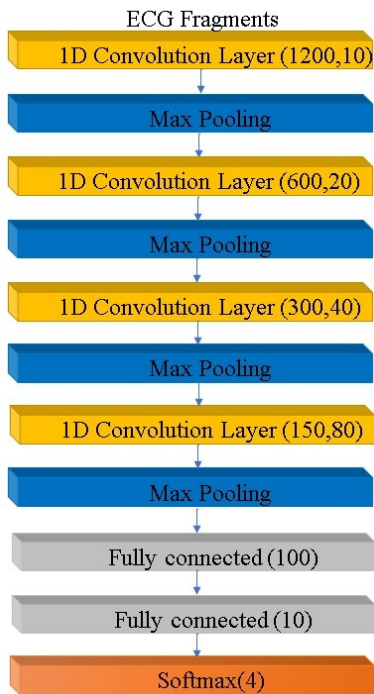 ECG Fragments
1D Convolution Layer (1200,10)
Max Pooling
1D Convolution Layer (600,20)
Max Pooling
1D Convolution Layer (300,40)
Max Pooling
1D Convolution Layer (150,80)
Max Pooling
Fully connected (100)
Fully connected (10)
Softmax(4)